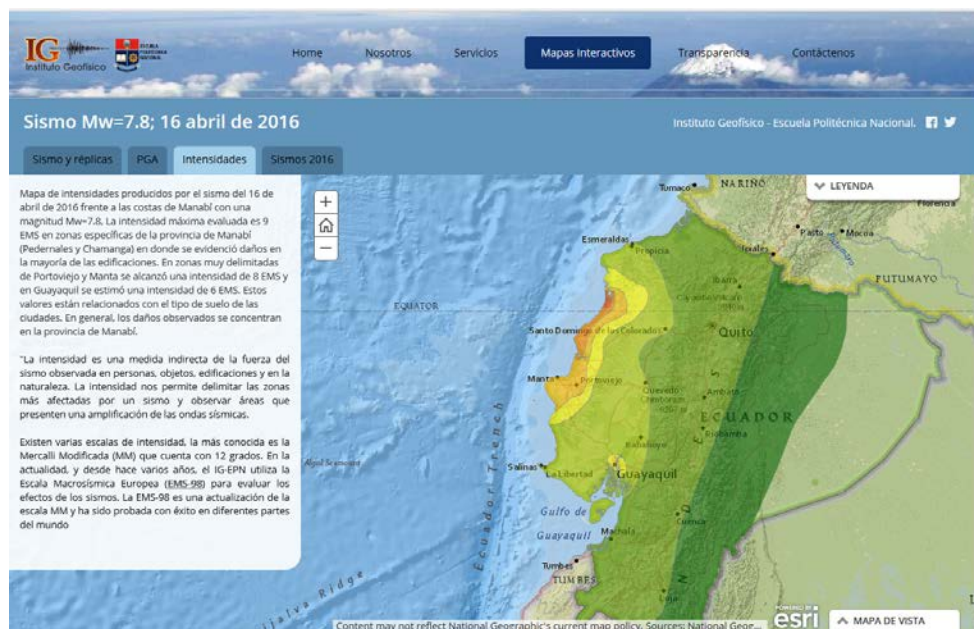 IG
Instituto Geofísico
ESCUELA
POLITÉCNICA
NACIONAL
Home
Nosotros
Servicios
Mapas Interactivos
Transparencia
Contáctenos
Sismo Mw=7.8; 16 abril de 2016
Instituto Geofísico - Escuela Politécnica Nacional.
Sismo y réplicas
PGA
Intensidades
Sismos 2016
Mapa de intensidades producidos por el sismo del 16 de
abril de 2016 frente a las costas de Manabí con una
magnitud Mw=7.8. La intensidad máxima evaluada es 9
EMS en zonas específicas de la provincia de Manabí
(Pedernales y Chamanga) en donde se evidenció daños en
la mayoría de las edificaciones. En zonas muy delimitadas
de Portoviejo y Manta se alcanzó una intensidad de 8 EMS y
en Guayaquil se estimó una intensidad de 6 EMS. Estos
valores están relacionados con el tipo de suelo de las
ciudades. En general, los daños observados se concentran
en la provincia de Manabí.
"La intensidad es una medida indirecta de la fuerza del
sismo observada en personas, objetos, edificaciones y en la
naturaleza. La intensidad nos permite delimitar las zonas
más afectadas por un sismo y observar áreas que
presenten una amplificación de las ondas sísmicas.
Existen varias escalas de intensidad, la más conocida es la
Mercalli Modificada (MM) que cuenta con 12 grados. En la
actualidad, y desde hace varios años, el IG-EPN utiliza la
Escala Macrosísmica Europea (EMS-98) para evaluar los
efectos de los sismos. La EMS-98 es una actualización de la
escala MM y ha sido probada con éxito en diferentes partes
del mundo
+
−
LEYENDA
Tumaco
NARIÑO
Florencia
Pasto
Mocoa
Esmeraldas
Propicia
Ipiales
PUTUMAYO
Ibarra
EQUATOR
Quito
Santo Domingo de los Colorados
Manta
Portoviejo
Quevedo
Ambato
ECUADOR
Riobamba
Babahoyo
Salinas
La Libertad
Guayaquil
Gulfo de
Guayaquil
Machala
Cuenca
Tumbes
TUMBES
Loja
Ecuador Trench
Ridge
POWERED BY
esri
MAPA DE VISTA
Content may not reflect National Geographic's current map policy. Sources: National Geog...